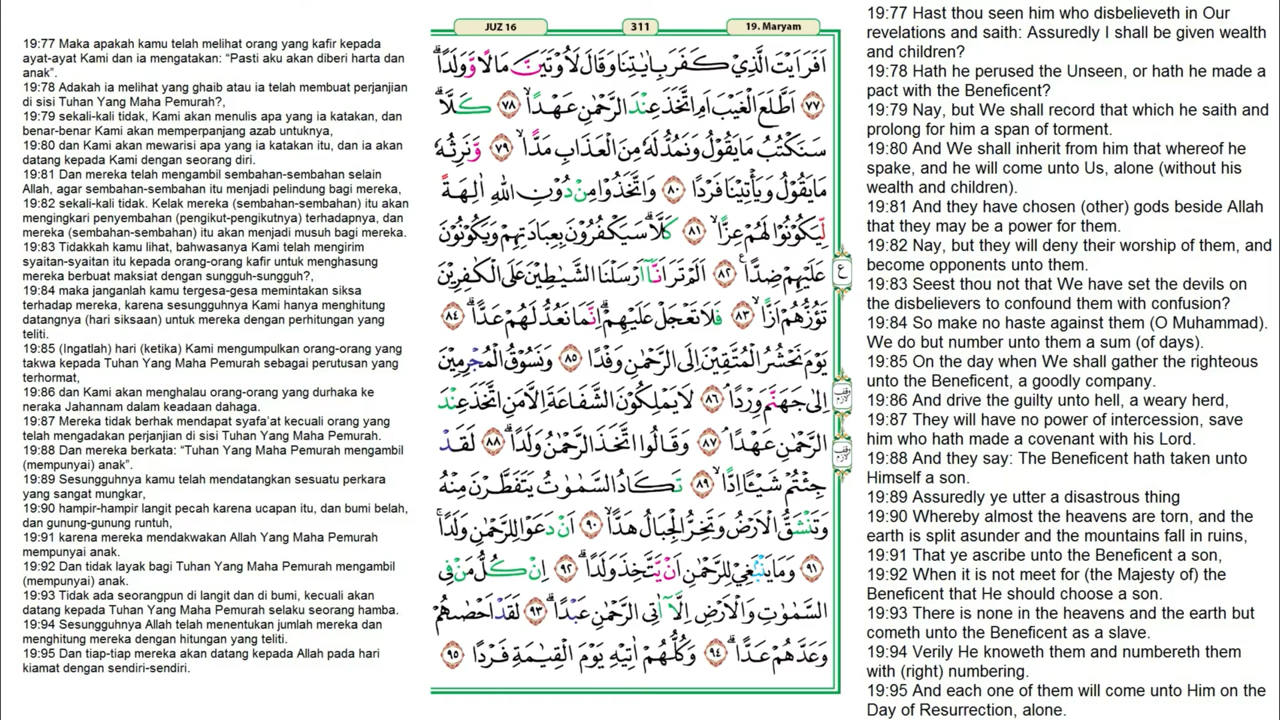 19:77 Maka apakah kamu telah melihat orang yang kafir kepada
ayat-ayat Kami dan ia mengatakan: “Pasti aku akan diberi harta dan
anak”.
19:78 Adakah ia melihat yang ghaib atau ia telah membuat perjanjian
di sisi Tuhan Yang Maha Pemurah?,
19:79 sekali-kali tidak, Kami akan menulis apa yang ia katakan, dan
benar-benar Kami akan memperpanjang azab untuknya,
19:80 dan Kami akan mewarisi apa yang ia katakan itu, dan ia akan
datang kepada Kami dengan seorang diri.
19:81 Dan mereka telah mengambil sembahan-sembahan selain
Allah, agar sembahan-sembahan itu menjadi pelindung bagi mereka,
19:82 sekali-kali tidak. Kelak mereka (sembahan-sembahan) itu akan
mengingkari penyembahan (pengikut-pengikutnya) terhadapnya, dan
mereka (sembahan-sembahan) itu akan menjadi musuh bagi mereka.
19:83 Tidakkah kamu lihat, bahwasanya Kami telah mengirim
syaitan-syaitan itu kepada orang-orang kafir untuk menghasung
mereka berbuat maksiat dengan sungguh-sungguh?,
19:84 maka janganlah kamu tergesa-gesa memintakan siksa
terhadap mereka, karena sesungguhnya Kami hanya menghitung
datangnya (hari siksaan) untuk mereka dengan perhitungan yang
teliti.
19:85 (Ingatlah) hari (ketika) Kami mengumpulkan orang-orang yang
takwa kepada Tuhan Yang Maha Pemurah sebagai perutusan yang
terhormat,
19:86 dan Kami akan menghalau orang-orang yang durhaka ke
neraka Jahannam dalam keadaan dahaga.
19:87 Mereka tidak berhak mendapat syafa’at kecuali orang yang
telah mengadakan perjanjian di sisi Tuhan Yang Maha Pemurah.
19:88 Dan mereka berkata: “Tuhan Yang Maha Pemurah mengambil
(mempunyai) anak”.
19:89 Sesungguhnya kamu telah mendatangkan sesuatu perkara
yang sangat mungkar,
19:90 hampir-hampir langit pecah karena ucapan itu, dan bumi belah,
dan gunung-gunung runtuh,
19:91 karena mereka mendakwakan Allah Yang Maha Pemurah
mempunyai anak.
19:92 Dan tidak layak bagi Tuhan Yang Maha Pemurah mengambil
(mempunyai) anak.
19:93 Tidak ada seorangpun di langit dan di bumi, kecuali akan
datang kepada Tuhan Yang Maha Pemurah selaku seorang hamba.
19:94 Sesungguhnya Allah telah menentukan jumlah mereka dan
menghitung mereka dengan hitungan yang teliti.
19:95 Dan tiap-tiap mereka akan datang kepada Allah pada hari
kiamat dengan sendiri-sendiri.
JUZ 16
311
19. Maryam
اَفَرَاَيْتَ الَّذِيْ كَفَرَ بِاٰيٰتِنَا وَقَالَ لَاُوْتَيَنَّ مَالًا وَّوَلَدًاۗ
٧٧ اَطَّلَعَ الْغَيْبَ اَمِ اتَّخَذَ عِنْدَ الرَّحْمٰنِ عَهْدًاۙ ٧٨ كَلَّاۗ
سَنَكْتُبُ مَا يَقُوْلُ وَنَمُدُّ لَهٗ مِنَ الْعَذَابِ مَدًّاۙ ٧٩ وَّنَرِثُهٗ
مَا يَقُوْلُ وَيَأْتِيْنَا فَرْدًا ٨٠ وَاتَّخَذُوْا مِنْ دُوْنِ اللّٰهِ اٰلِهَةً
لِّيَكُوْنُوْا لَهُمْ عِزًّاۙ ٨١ كَلَّاۗ سَيَكْفُرُوْنَ بِعِبَادَتِهِمْ وَيَكُوْنُوْنَ
عَلَيْهِمْ ضِدًّاࣖ ٨٢ اَلَمْ تَرَ اَنَّآ اَرْسَلْنَا الشَّيٰطِيْنَ عَلَى الْكٰفِرِيْنَ
تَؤُزُّهُمْ اَزًّاۙ ٨٣ فَلَا تَعْجَلْ عَلَيْهِمْۗ اِنَّمَا نَعُدُّ لَهُمْ عَدًّاۗ ٨٤
يَوْمَ نَحْشُرُ الْمُتَّقِيْنَ اِلَى الرَّحْمٰنِ وَفْدًا ٨٥ وَنَسُوْقُ الْمُجْرِمِيْنَ
اِلٰى جَهَنَّمَ وِرْدًاۘ ٨٦ لَا يَمْلِكُوْنَ الشَّفَاعَةَ اِلَّا مَنِ اتَّخَذَ عِنْدَ
الرَّحْمٰنِ عَهْدًاۘ ٨٧ وَقَالُوا اتَّخَذَ الرَّحْمٰنُ وَلَدًاۗ ٨٨ لَقَدْ
جِئْتُمْ شَيْـًٔا اِدًّاۙ ٨٩ تَكَادُ السَّمٰوٰتُ يَتَفَطَّرْنَ مِنْهُ
وَتَنْشَقُّ الْاَرْضُ وَتَخِرُّ الْجِبَالُ هَدًّاۙ ٩٠ اَنْ دَعَوْا لِلرَّحْمٰنِ وَلَدًاۚ
٩١ وَمَا يَنْۢبَغِيْ لِلرَّحْمٰنِ اَنْ يَّتَّخِذَ وَلَدًاۗ ٩٢ اِنْ كُلُّ مَنْ فِى
السَّمٰوٰتِ وَالْاَرْضِ اِلَّآ اٰتِى الرَّحْمٰنِ عَبْدًاۗ ٩٣ لَقَدْ اَحْصٰىهُمْ
وَعَدَّهُمْ عَدًّاۗ ٩٤ وَكُلُّهُمْ اٰتِيْهِ يَوْمَ الْقِيٰمَةِ فَرْدًا ٩٥
ع
وقف لازم
وقف لازم
19:77 Hast thou seen him who disbelieveth in Our
revelations and saith: Assuredly I shall be given wealth
and children?
19:78 Hath he perused the Unseen, or hath he made a
pact with the Beneficent?
19:79 Nay, but We shall record that which he saith and
prolong for him a span of torment.
19:80 And We shall inherit from him that whereof he
spake, and he will come unto Us, alone (without his
wealth and children).
19:81 And they have chosen (other) gods beside Allah
that they may be a power for them.
19:82 Nay, but they will deny their worship of them, and
become opponents unto them.
19:83 Seest thou not that We have set the devils on
the disbelievers to confound them with confusion?
19:84 So make no haste against them (O Muhammad).
We do but number unto them a sum (of days).
19:85 On the day when We shall gather the righteous
unto the Beneficent, a goodly company.
19:86 And drive the guilty unto hell, a weary herd,
19:87 They will have no power of intercession, save
him who hath made a covenant with his Lord.
19:88 And they say: The Beneficent hath taken unto
Himself a son.
19:89 Assuredly ye utter a disastrous thing
19:90 Whereby almost the heavens are torn, and the
earth is split asunder and the mountains fall in ruins,
19:91 That ye ascribe unto the Beneficent a son,
19:92 When it is not meet for (the Majesty of) the
Beneficent that He should choose a son.
19:93 There is none in the heavens and the earth but
cometh unto the Beneficent as a slave.
19:94 Verily He knoweth them and numbereth them
with (right) numbering.
19:95 And each one of them will come unto Him on the
Day of Resurrection, alone.